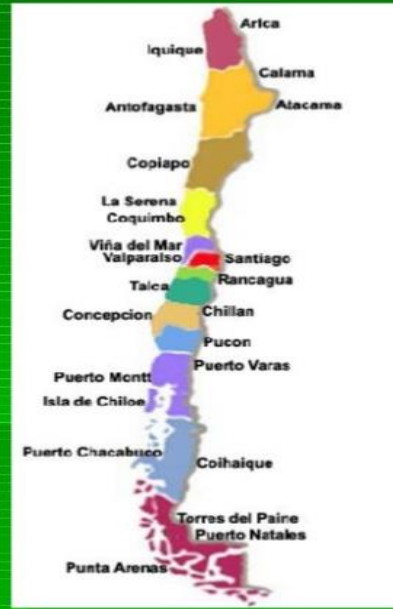 Arica
Iquique
Calama
Antofagasta
Atacama
Copiapo
La Serena
Coquimbo
Viña del Mar
Valparaiso
Santiago
Rancagua
Talca
Concepcion
Chillan
Pucon
Puerto Varas
Puerto Montt
Isla de Chiloe
Puerto Chacabuco
Coihaique
Torres del Paine
Puerto Natales
Punta Arenas